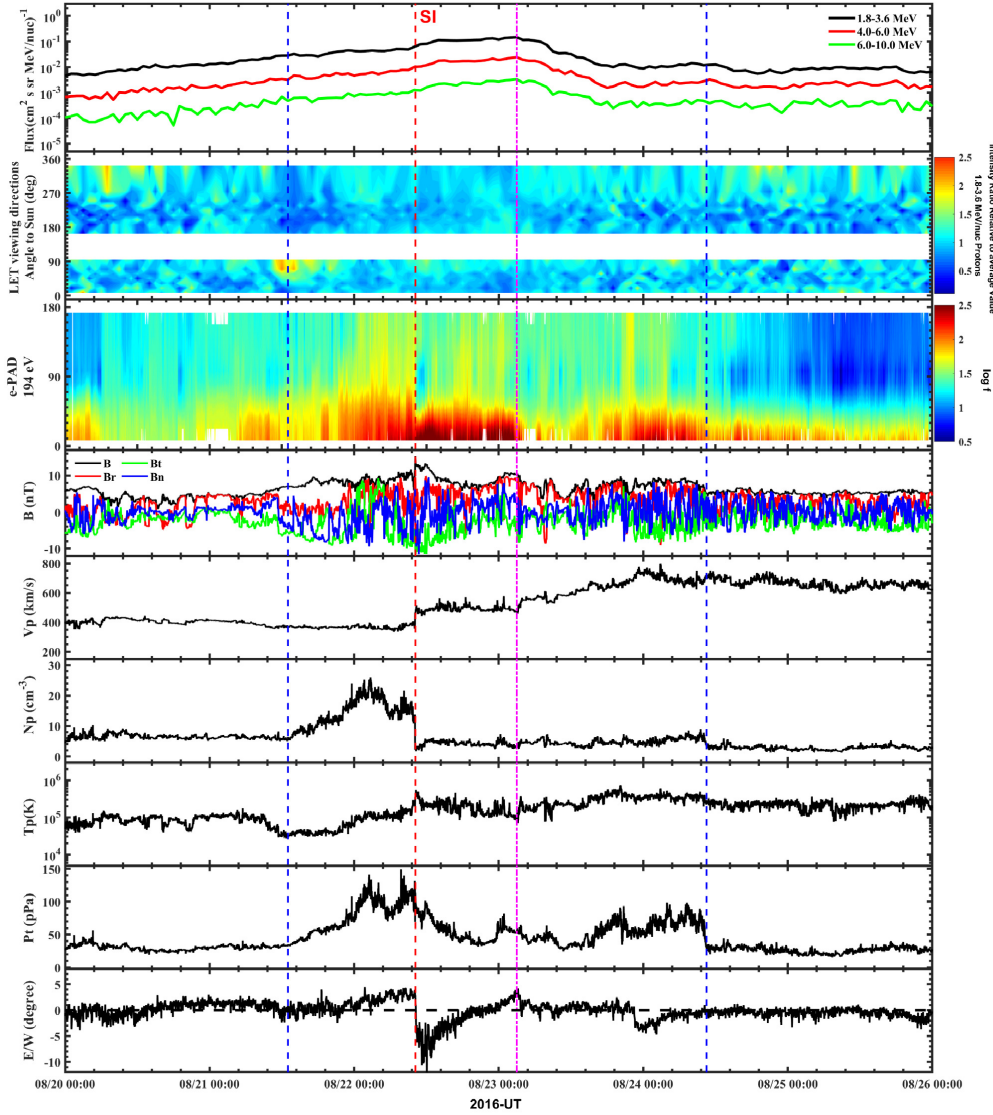 SI
Flux(cm² s sr MeV/nuc)⁻¹
10⁰
10⁻¹
10⁻²
10⁻³
10⁻⁴
10⁻⁵
1.8-3.6 MeV
4.0-6.0 MeV
6.0-10.0 MeV
LET viewing directions
Angle to Sun (deg)
360
270
180
90
0
2.5
2
1.5
1
0.5
Intensity Ratio Relative to average value
1.8-3.6 MeV/nuc Protons
e-PAD
194 eV
180
90
0
2.5
2
1.5
1
0.5
log f
B (nT)
10
0
-10
B
Bt
Br
Bn
Vp (km/s)
800
600
400
200
Np (cm⁻³)
30
20
10
0
Tp(K)
10⁶
10⁵
10⁴
Pt (pPa)
150
100
50
0
E/W (degree)
5
0
-5
-10
08/20 00:00
08/21 00:00
08/22 00:00
08/23 00:00
08/24 00:00
08/25 00:00
08/26 00:00
2016-UT